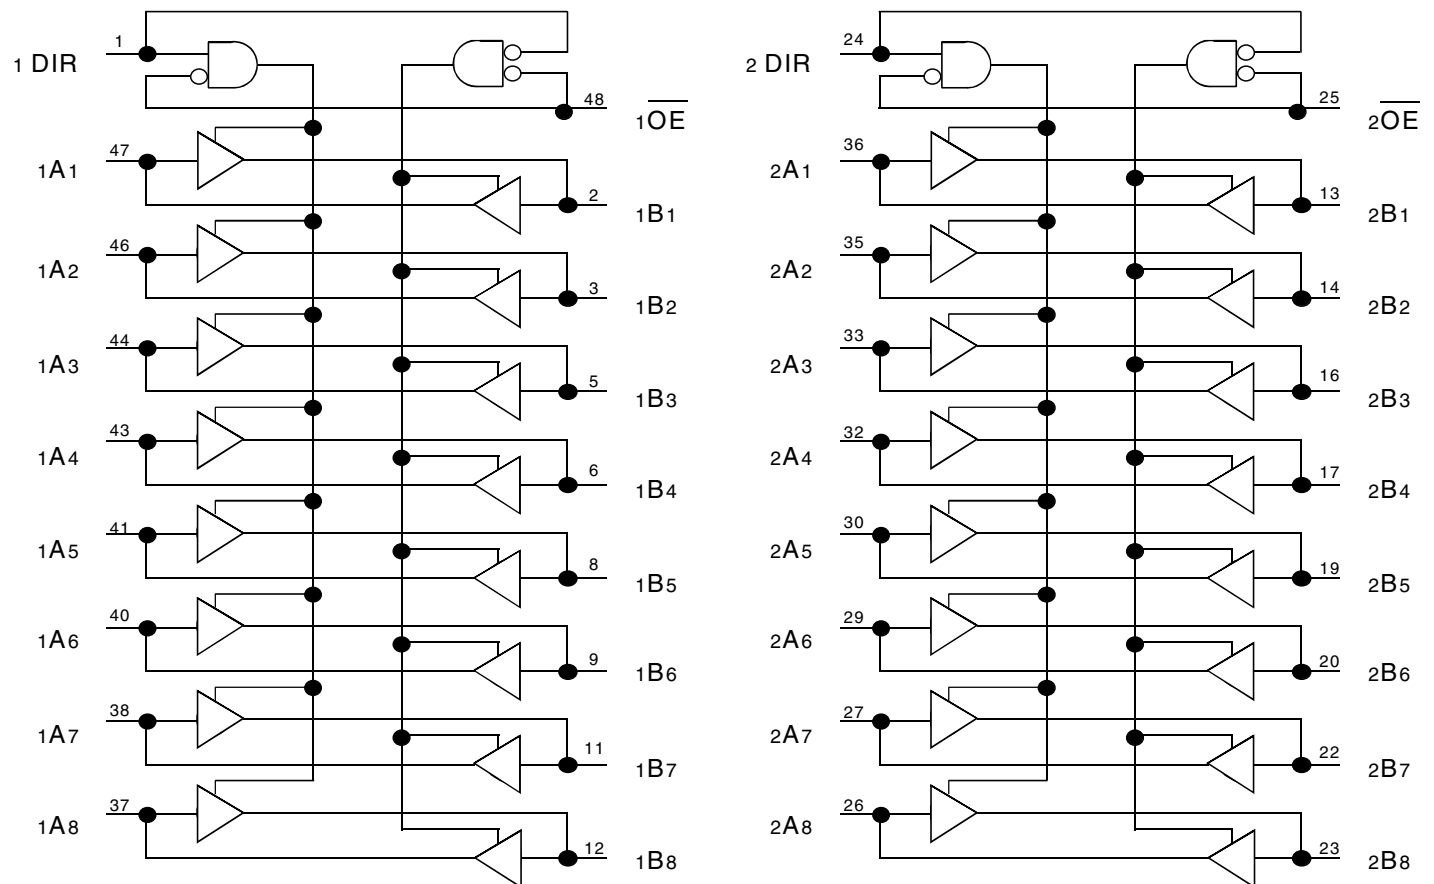 1 DIR 1
48 1OE
1A1 47
2 1B1
1A2 46
3 1B2
1A3 44
5 1B3
1A4 43
6 1B4
1A5 41
8 1B5
1A6 40
9 1B6
1A7 38
11 1B7
1A8 37
12 1B8
2 DIR 24
25 2OE
2A1 36
13 2B1
2A2 35
14 2B2
2A3 33
16 2B3
2A4 32
17 2B4
2A5 30
19 2B5
2A6 29
20 2B6
2A7 27
22 2B7
2A8 26
23 2B8